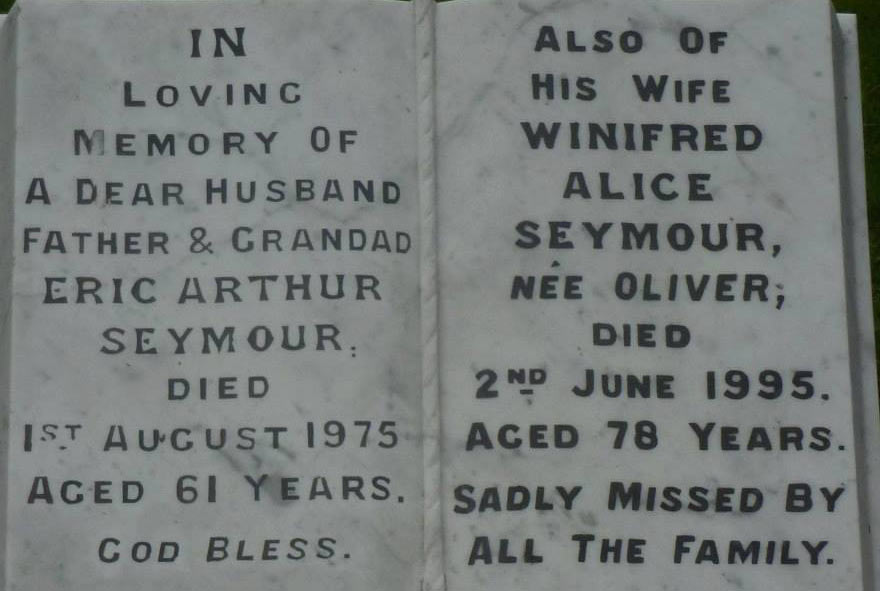 IN
LOVING
MEMORY OF
A DEAR HUSBAND
FATHER & GRANDAD
ERIC ARTHUR
SEYMOUR.
DIED
1ST AUGUST 1975
AGED 61 YEARS.
GOD BLESS.
ALSO OF
HIS WIFE
WINIFRED
ALICE
SEYMOUR,
NÉE OLIVER;
DIED
2ND JUNE 1995.
AGED 78 YEARS.
SADLY MISSED BY
ALL THE FAMILY.